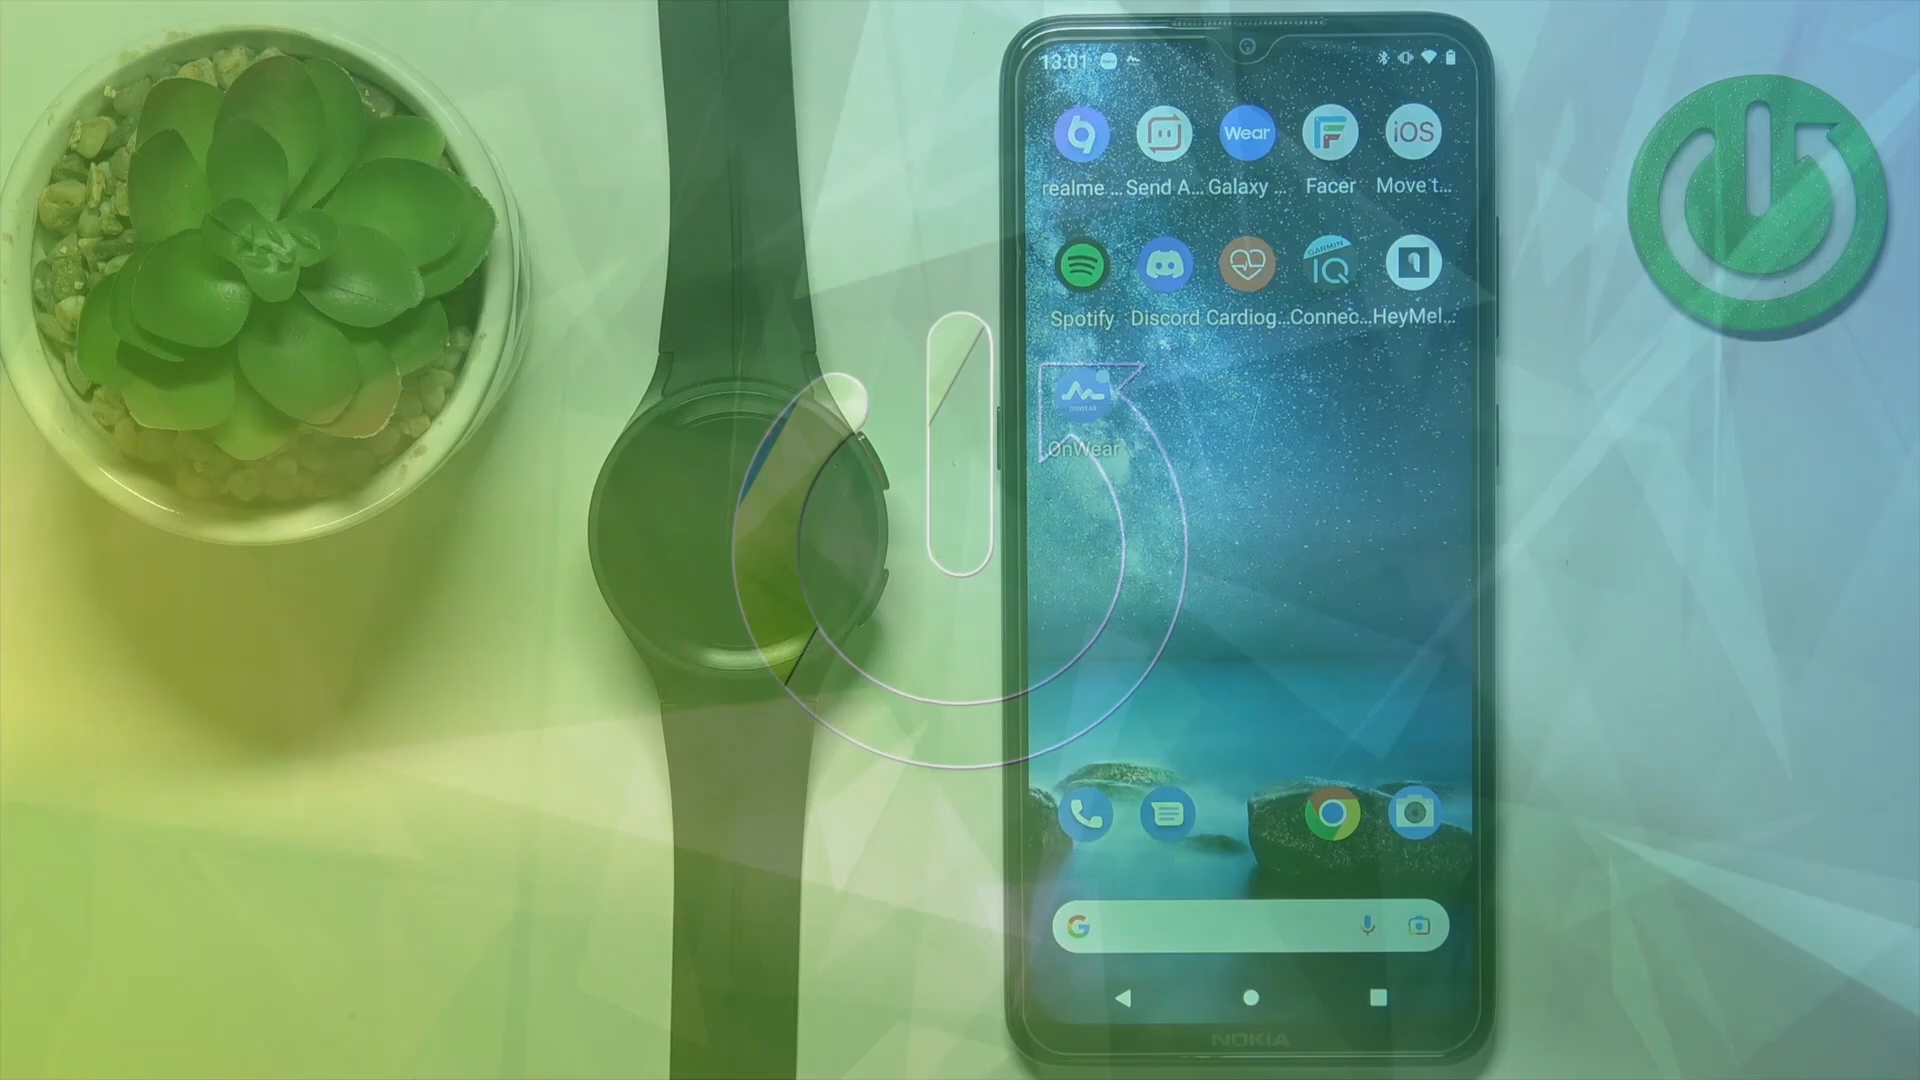 13:01
Wear
iOS
realme ... Send A... Galaxy ... Facer Move t...
GARMIN
IQ
Spotify Discord Cardiog... Connec... HeyMel...
ONWEAR
OnWear
NOKIA